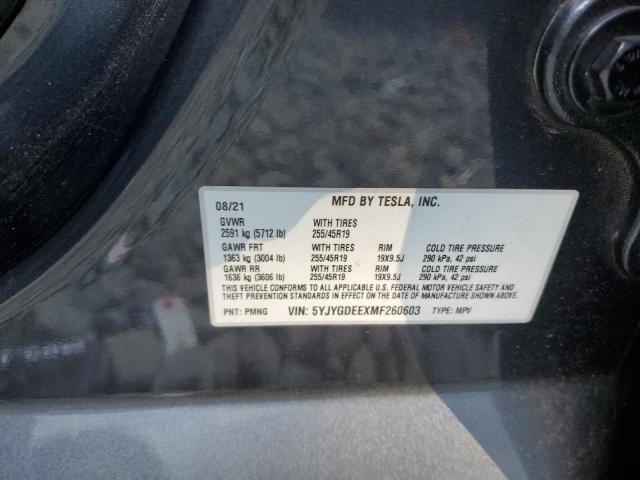 08/21 MFD BY TESLA, INC.
GVWR WITH TIRES
2591 kg (5712 lb) 255/45R19
GAWR FRT WITH TIRES RIM COLD TIRE PRESSURE
1363 kg (3004 lb) 255/45R19 19X9.5J 290 kPa, 42 psi
GAWR RR WITH TIRES RIM COLD TIRE PRESSURE
1636 kg (3606 lb) 255/45R19 19X9.5J 290 kPa, 42 psi
THIS VEHICLE CONFORMS TO ALL APPLICABLE U.S. FEDERAL MOTOR VEHICLE SAFETY AND
THEFT PREVENTION STANDARDS IN EFFECT ON THE DATE OF MANUFACTURE SHOWN ABOVE.
PNT: PMNG VIN: 5YJYGDEEXMF260603 TYPE: MPV